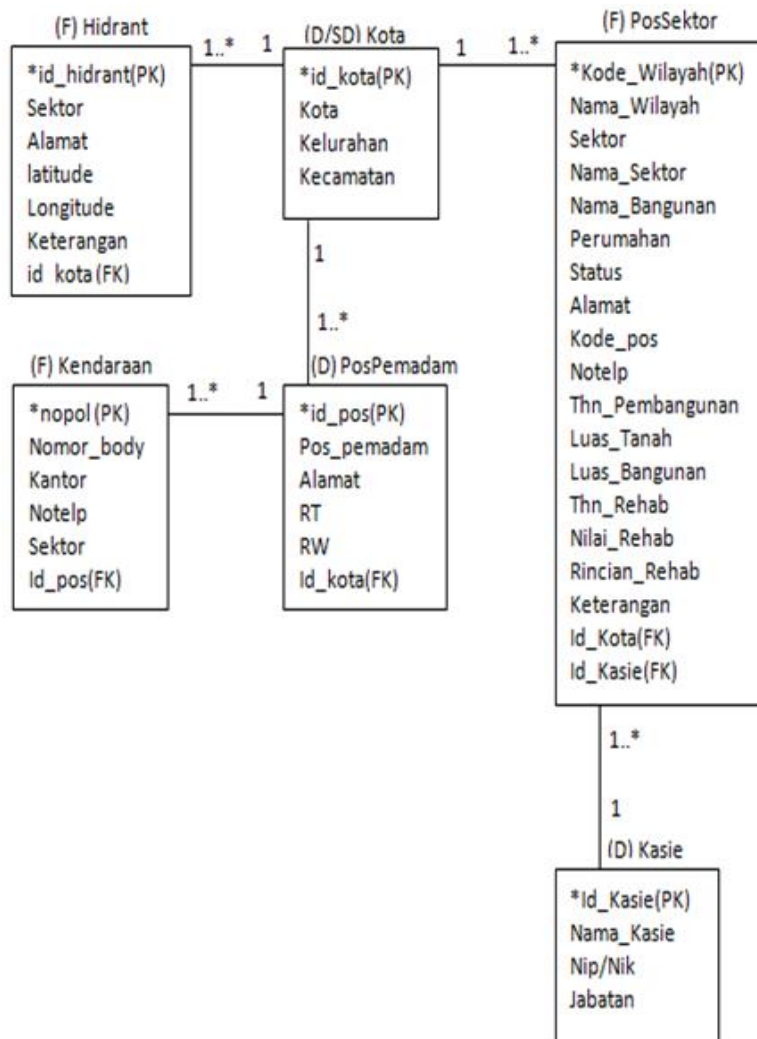 (F) Hidrant
*id_hidrant(PK)
Sektor
Alamat
latitude
Longitude
Keterangan
id_kota(FK)
1..*
1
(D/SD) Kota
*id_kota(PK)
Kota
Kelurahan
Kecamatan
1
1..*
(F) PosSektor
*Kode_Wilayah(PK)
Nama_Wilayah
Sektor
Nama_Sektor
Nama_Bangunan
Perumahan
Status
Alamat
Kode_pos
Notelp
Thn_Pembangunan
Luas_Tanah
Luas_Bangunan
Thn_Rehab
Nilai_Rehab
Rincian_Rehab
Keterangan
Id_Kota(FK)
Id_Kasie(FK)
1
1..*
(F) Kendaraan
*nopol(PK)
Nomor_body
Kantor
Notelp
Sektor
Id_pos(FK)
1..*
1
(D) PosPemadam
*id_pos(PK)
Pos_pemadam
Alamat
RT
RW
Id_kota(FK)
1..*
1
(D) Kasie
*Id_Kasie(PK)
Nama_Kasie
Nip/Nik
Jabatan